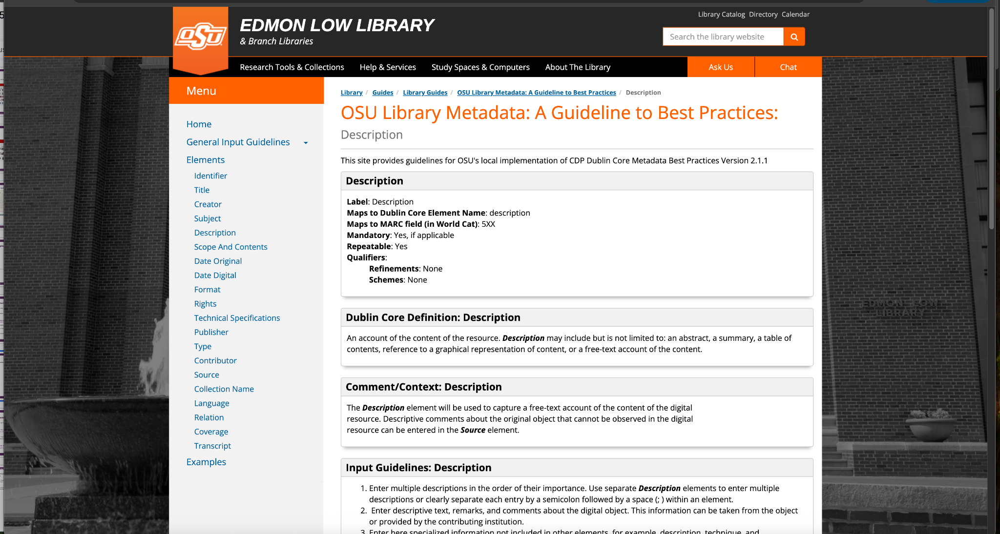 Library Catalog Directory Calendar
OSU
EDMON LOW LIBRARY
& Branch Libraries
Search the library website
Research Tools & Collections Help & Services Study Spaces & Computers About The Library Ask Us Chat
Menu
Home
General Input Guidelines
Elements
Identifier
Title
Creator
Subject
Description
Scope And Contents
Date Original
Date Digital
Format
Rights
Technical Specifications
Publisher
Type
Contributor
Source
Collection Name
Language
Relation
Coverage
Transcript
Examples
Library / Guides / Library Guides / OSU Library Metadata: A Guideline to Best Practices / Description
OSU Library Metadata: A Guideline to Best Practices:
Description
This site provides guidelines for OSU's local implementation of CDP Dublin Core Metadata Best Practices Version 2.1.1
Description
Label: Description
Maps to Dublin Core Element Name: description
Maps to MARC field (in World Cat): 5XX
Mandatory: Yes, if applicable
Repeatable: Yes
Qualifiers:
Refinements: None
Schemes: None
Dublin Core Definition: Description
An account of the content of the resource. Description may include but is not limited to: an abstract, a summary, a table of
contents, reference to a graphical representation of content, or a free-text account of the content.
Comment/Context: Description
The Description element will be used to capture a free-text account of the content of the digital
resource. Descriptive comments about the original object that cannot be observed in the digital
resource can be entered in the Source element.
Input Guidelines: Description
1. Enter multiple descriptions in the order of their importance. Use separate Description elements to enter multiple
descriptions or clearly separate each entry by a semicolon followed by a space (; ) within an element.
2. Enter descriptive text, remarks, and comments about the digital object. This information can be taken from the object
or provided by the contributing institution.
3. Enter here specialized information not included in other elements, for example, description, technique, and
EDMON LOW
LIBRARY